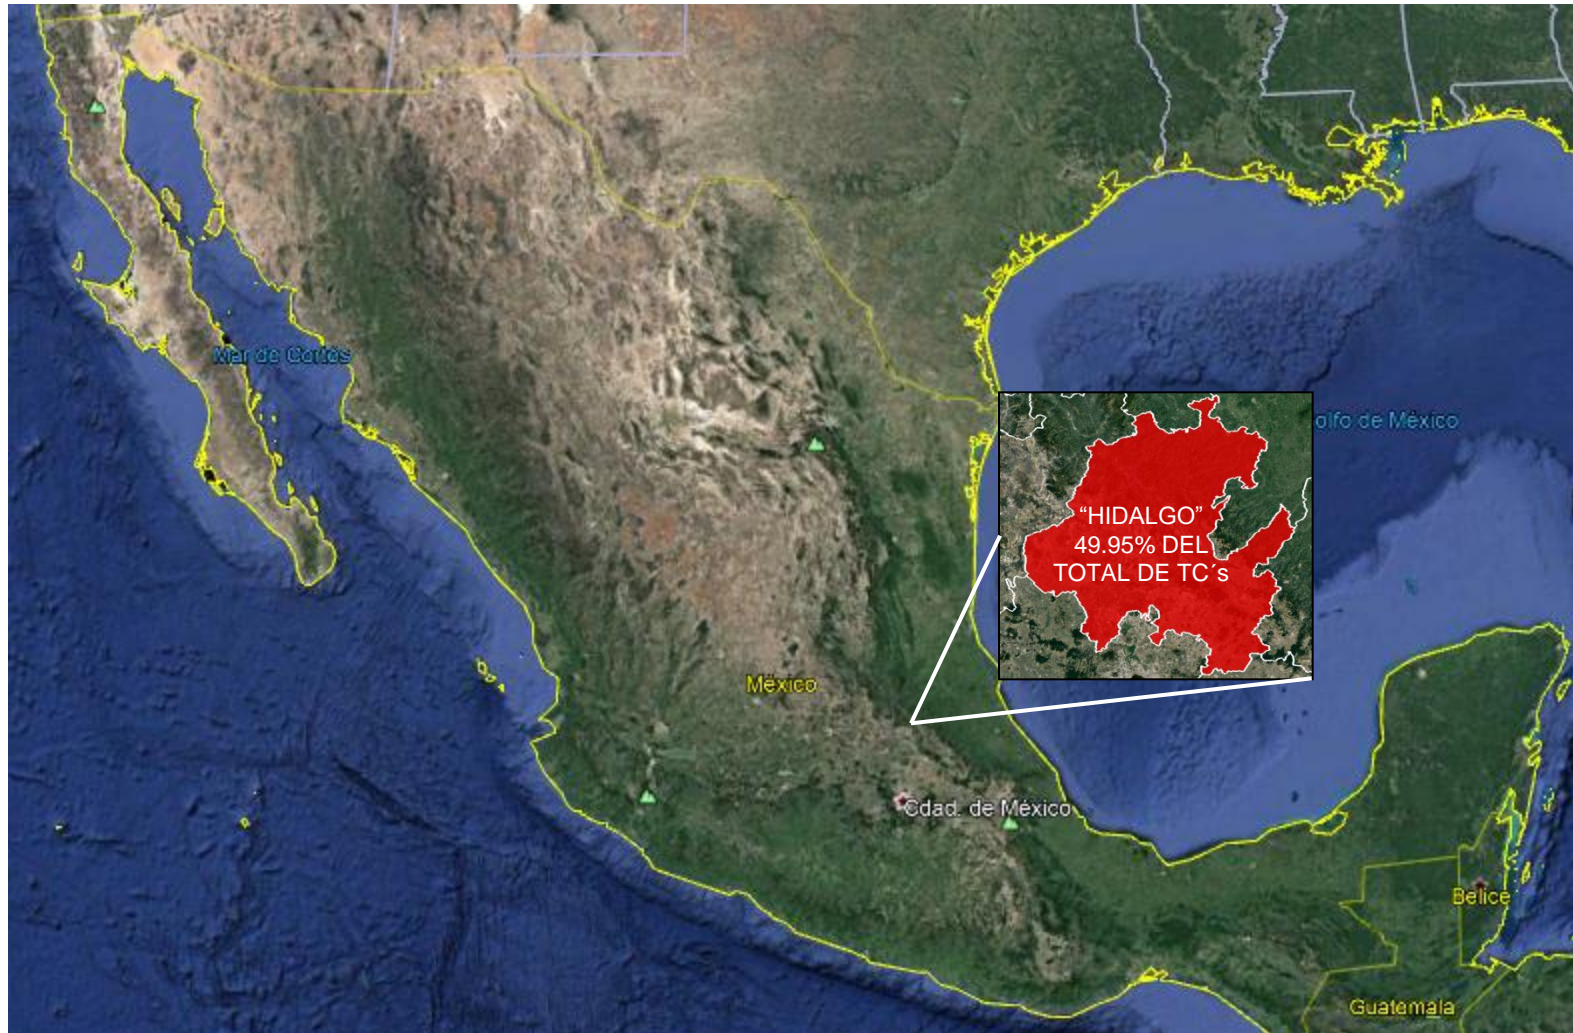 Mar de Cortés
olfo de México
“HIDALGO”
49.95% DEL
TOTAL DE TC´s
México
Cdad. de México
Belice
Guatemala